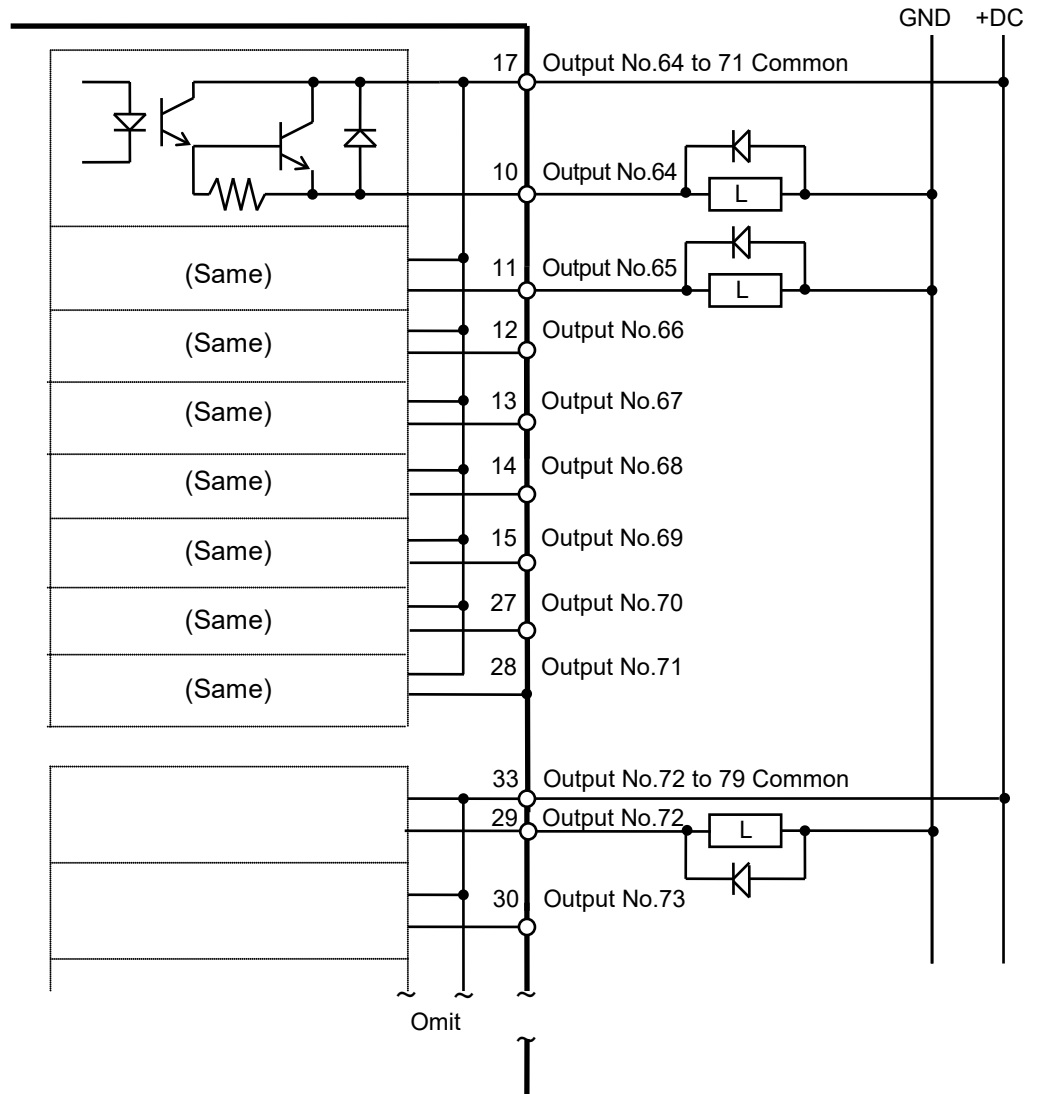 GND +DC
17 Output No.64 to 71 Common
10 Output No.64
L
(Same) 11 Output No.65
L
(Same) 12 Output No.66
(Same) 13 Output No.67
(Same) 14 Output No.68
(Same) 15 Output No.69
(Same) 27 Output No.70
(Same) 28 Output No.71
33 Output No.72 to 79 Common
29 Output No.72
L
30 Output No.73
~ ~ ~
Omit
~